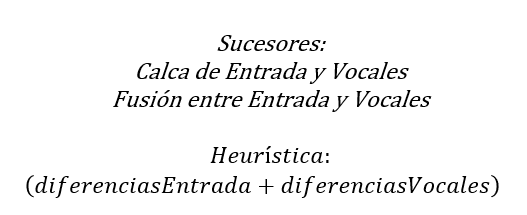 Sucesores:
Calca de Entrada y Vocales
Fusión entre Entrada y Vocales
Heurística:
(diferenciasEntrada + diferenciasVocales)